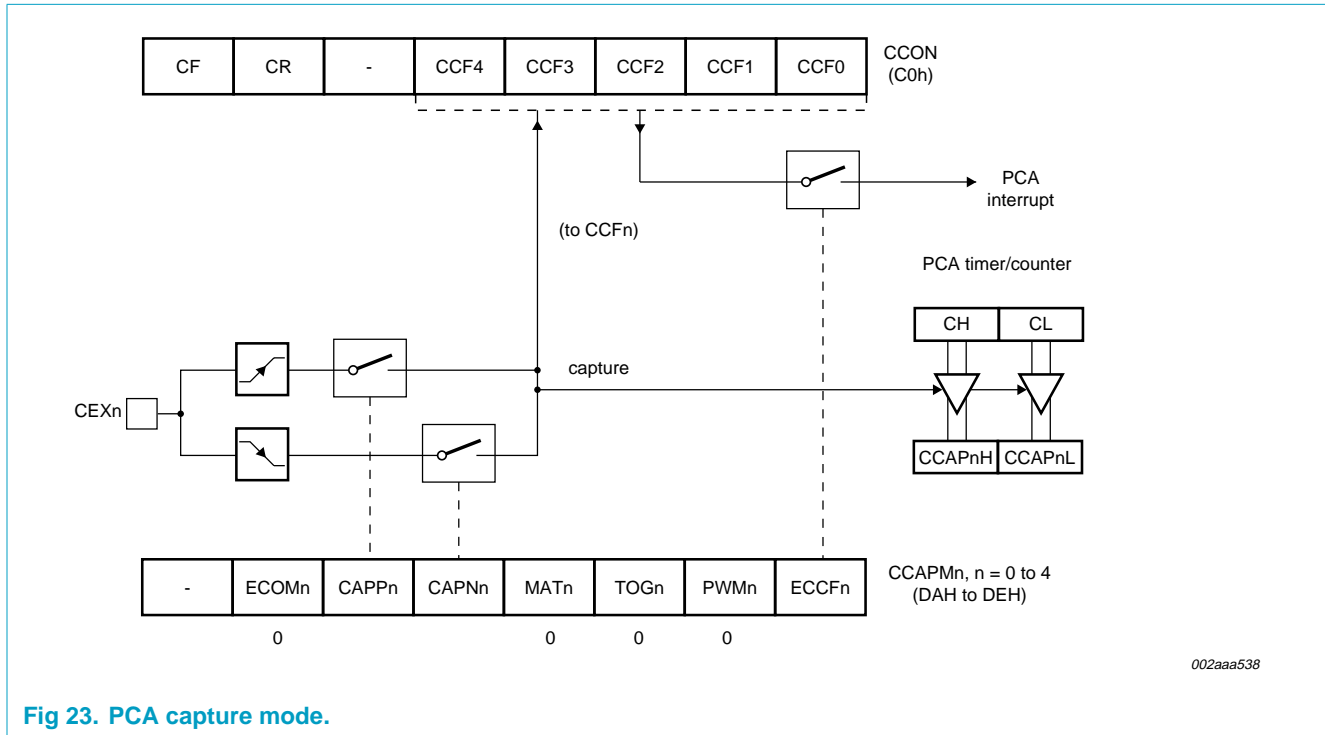 CF CR - CCF4 CCF3 CCF2 CCF1 CCF0
CCON
(C0h)
PCA
interrupt
(to CCFn)
PCA timer/counter
CH CL
capture
CEXn
CCAPnH CCAPnL
- ECOMn CAPPn CAPNn MATn TOGn PWMn ECCFn
CCAPMn, n = 0 to 4
(DAH to DEH)
0 0 0 0
002aaa538
Fig 23. PCA capture mode.